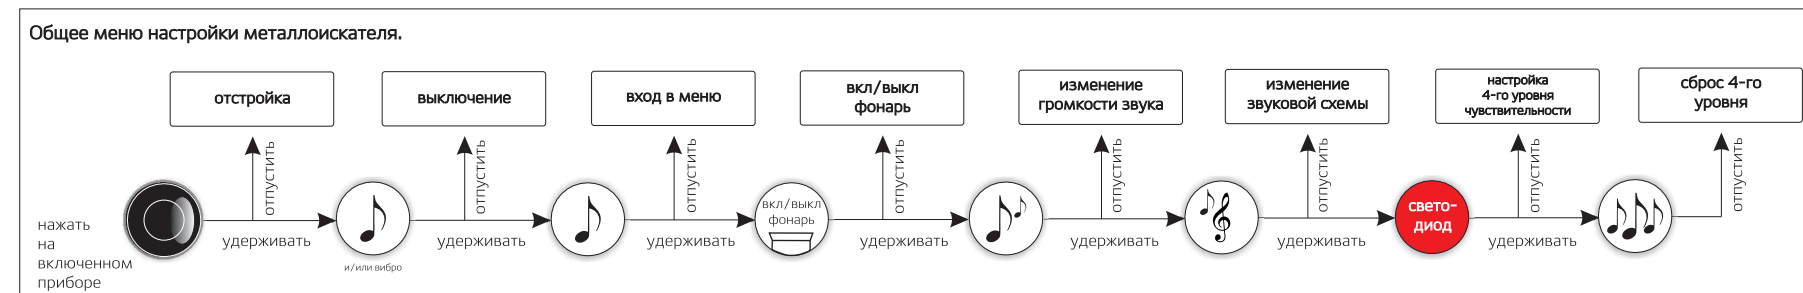 Общее меню настройки металлоискателя.
отстройка
выключение
вход в меню
вкл/выкл
фонарь
изменение
громкости звука
изменение
звуковой схемы
настройка
4-го уровня
чувствительности
сброс 4-го
уровня
отпустить
отпустить
отпустить
отпустить
отпустить
отпустить
отпустить
отпустить
нажать
на
включенном
приборе
удерживать
и/или вибро
удерживать
удерживать
вкл/выкл
фонарь
удерживать
удерживать
удерживать
свето-
диод
удерживать